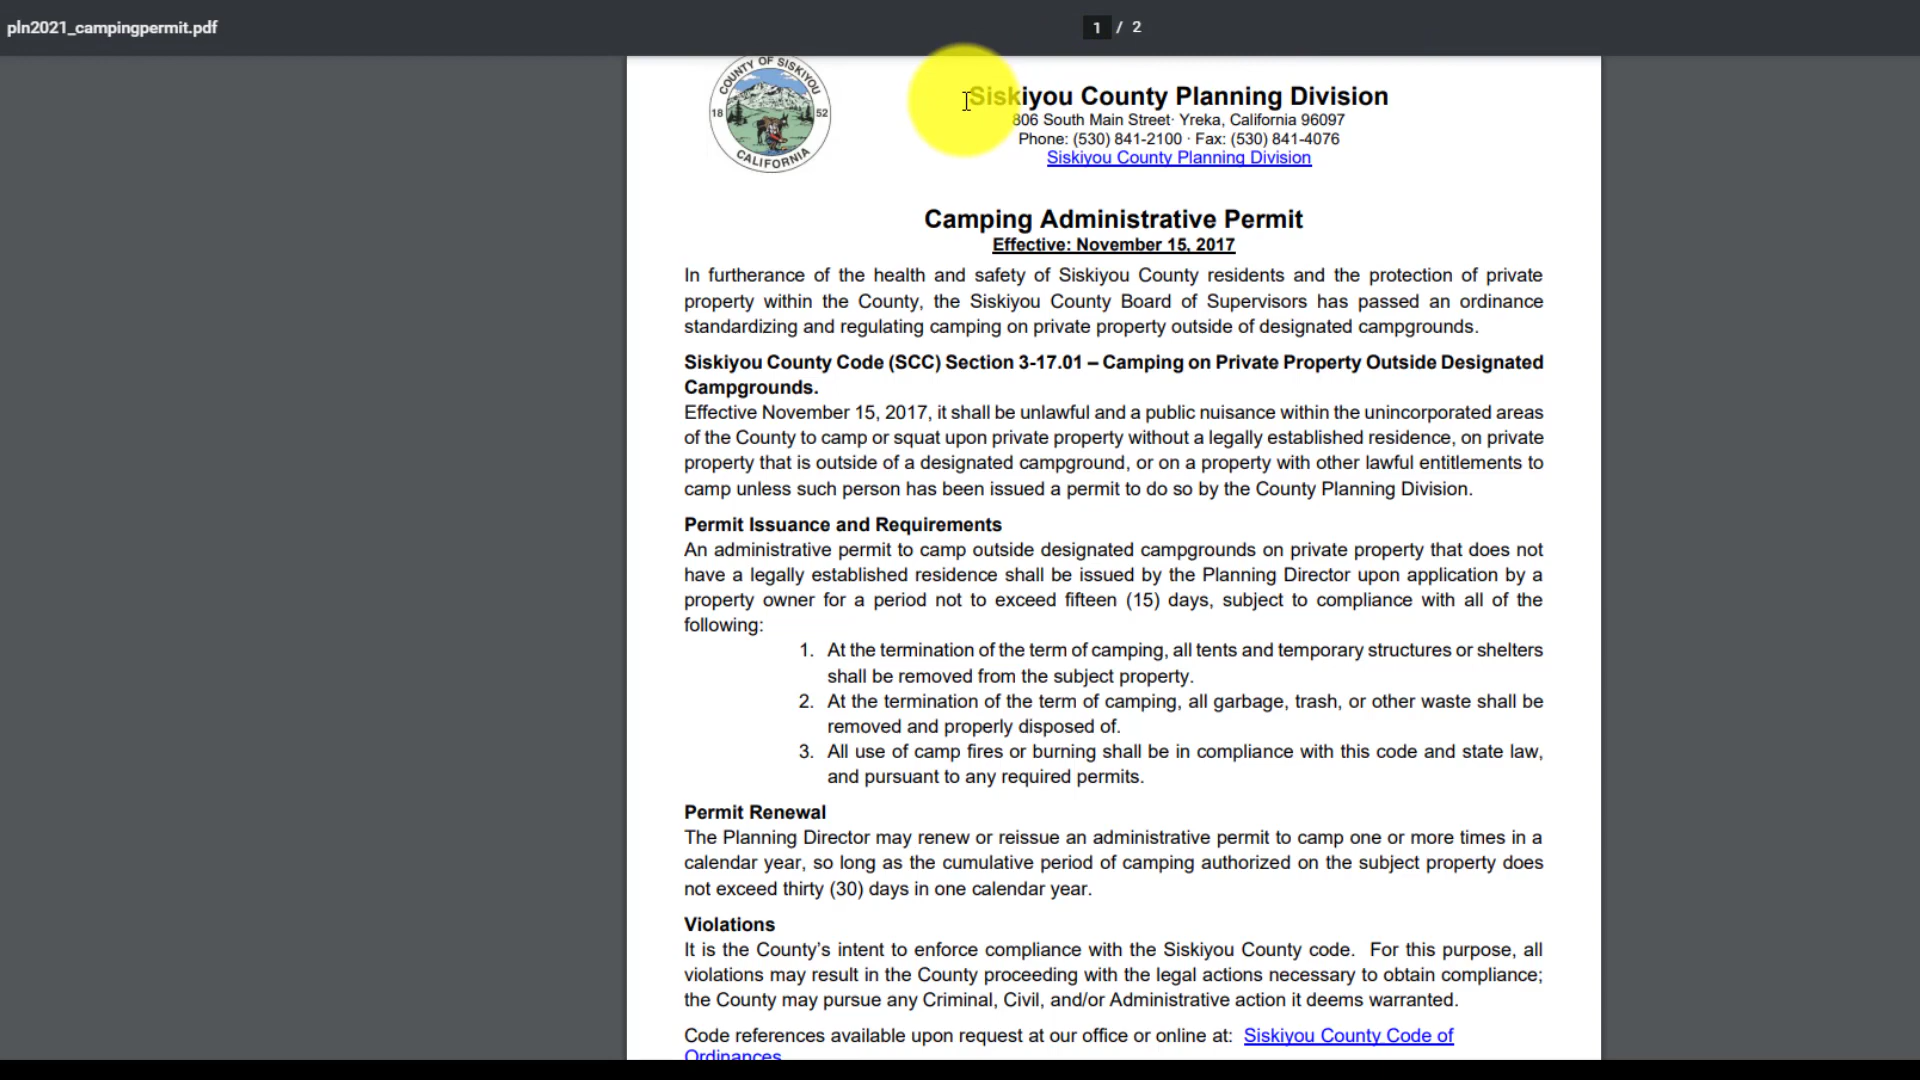 pln2021_campingpermit.pdf
1 / 2
COUNTY OF SISKIYOU
18 52
CALIFORNIA
Siskiyou County Planning Division
806 South Main Street· Yreka, California 96097
Phone: (530) 841-2100 · Fax: (530) 841-4076
Siskiyou County Planning Division
Camping Administrative Permit
Effective: November 15, 2017
In furtherance of the health and safety of Siskiyou County residents and the protection of private
property within the County, the Siskiyou County Board of Supervisors has passed an ordinance
standardizing and regulating camping on private property outside of designated campgrounds.
Siskiyou County Code (SCC) Section 3-17.01 – Camping on Private Property Outside Designated
Campgrounds.
Effective November 15, 2017, it shall be unlawful and a public nuisance within the unincorporated areas
of the County to camp or squat upon private property without a legally established residence, on private
property that is outside of a designated campground, or on a property with other lawful entitlements to
camp unless such person has been issued a permit to do so by the County Planning Division.
Permit Issuance and Requirements
An administrative permit to camp outside designated campgrounds on private property that does not
have a legally established residence shall be issued by the Planning Director upon application by a
property owner for a period not to exceed fifteen (15) days, subject to compliance with all of the
following:
1. At the termination of the term of camping, all tents and temporary structures or shelters
shall be removed from the subject property.
2. At the termination of the term of camping, all garbage, trash, or other waste shall be
removed and properly disposed of.
3. All use of camp fires or burning shall be in compliance with this code and state law,
and pursuant to any required permits.
Permit Renewal
The Planning Director may renew or reissue an administrative permit to camp one or more times in a
calendar year, so long as the cumulative period of camping authorized on the subject property does
not exceed thirty (30) days in one calendar year.
Violations
It is the County’s intent to enforce compliance with the Siskiyou County code. For this purpose, all
violations may result in the County proceeding with the legal actions necessary to obtain compliance;
the County may pursue any Criminal, Civil, and/or Administrative action it deems warranted.
Code references available upon request at our office or online at: Siskiyou County Code of
Ordinances